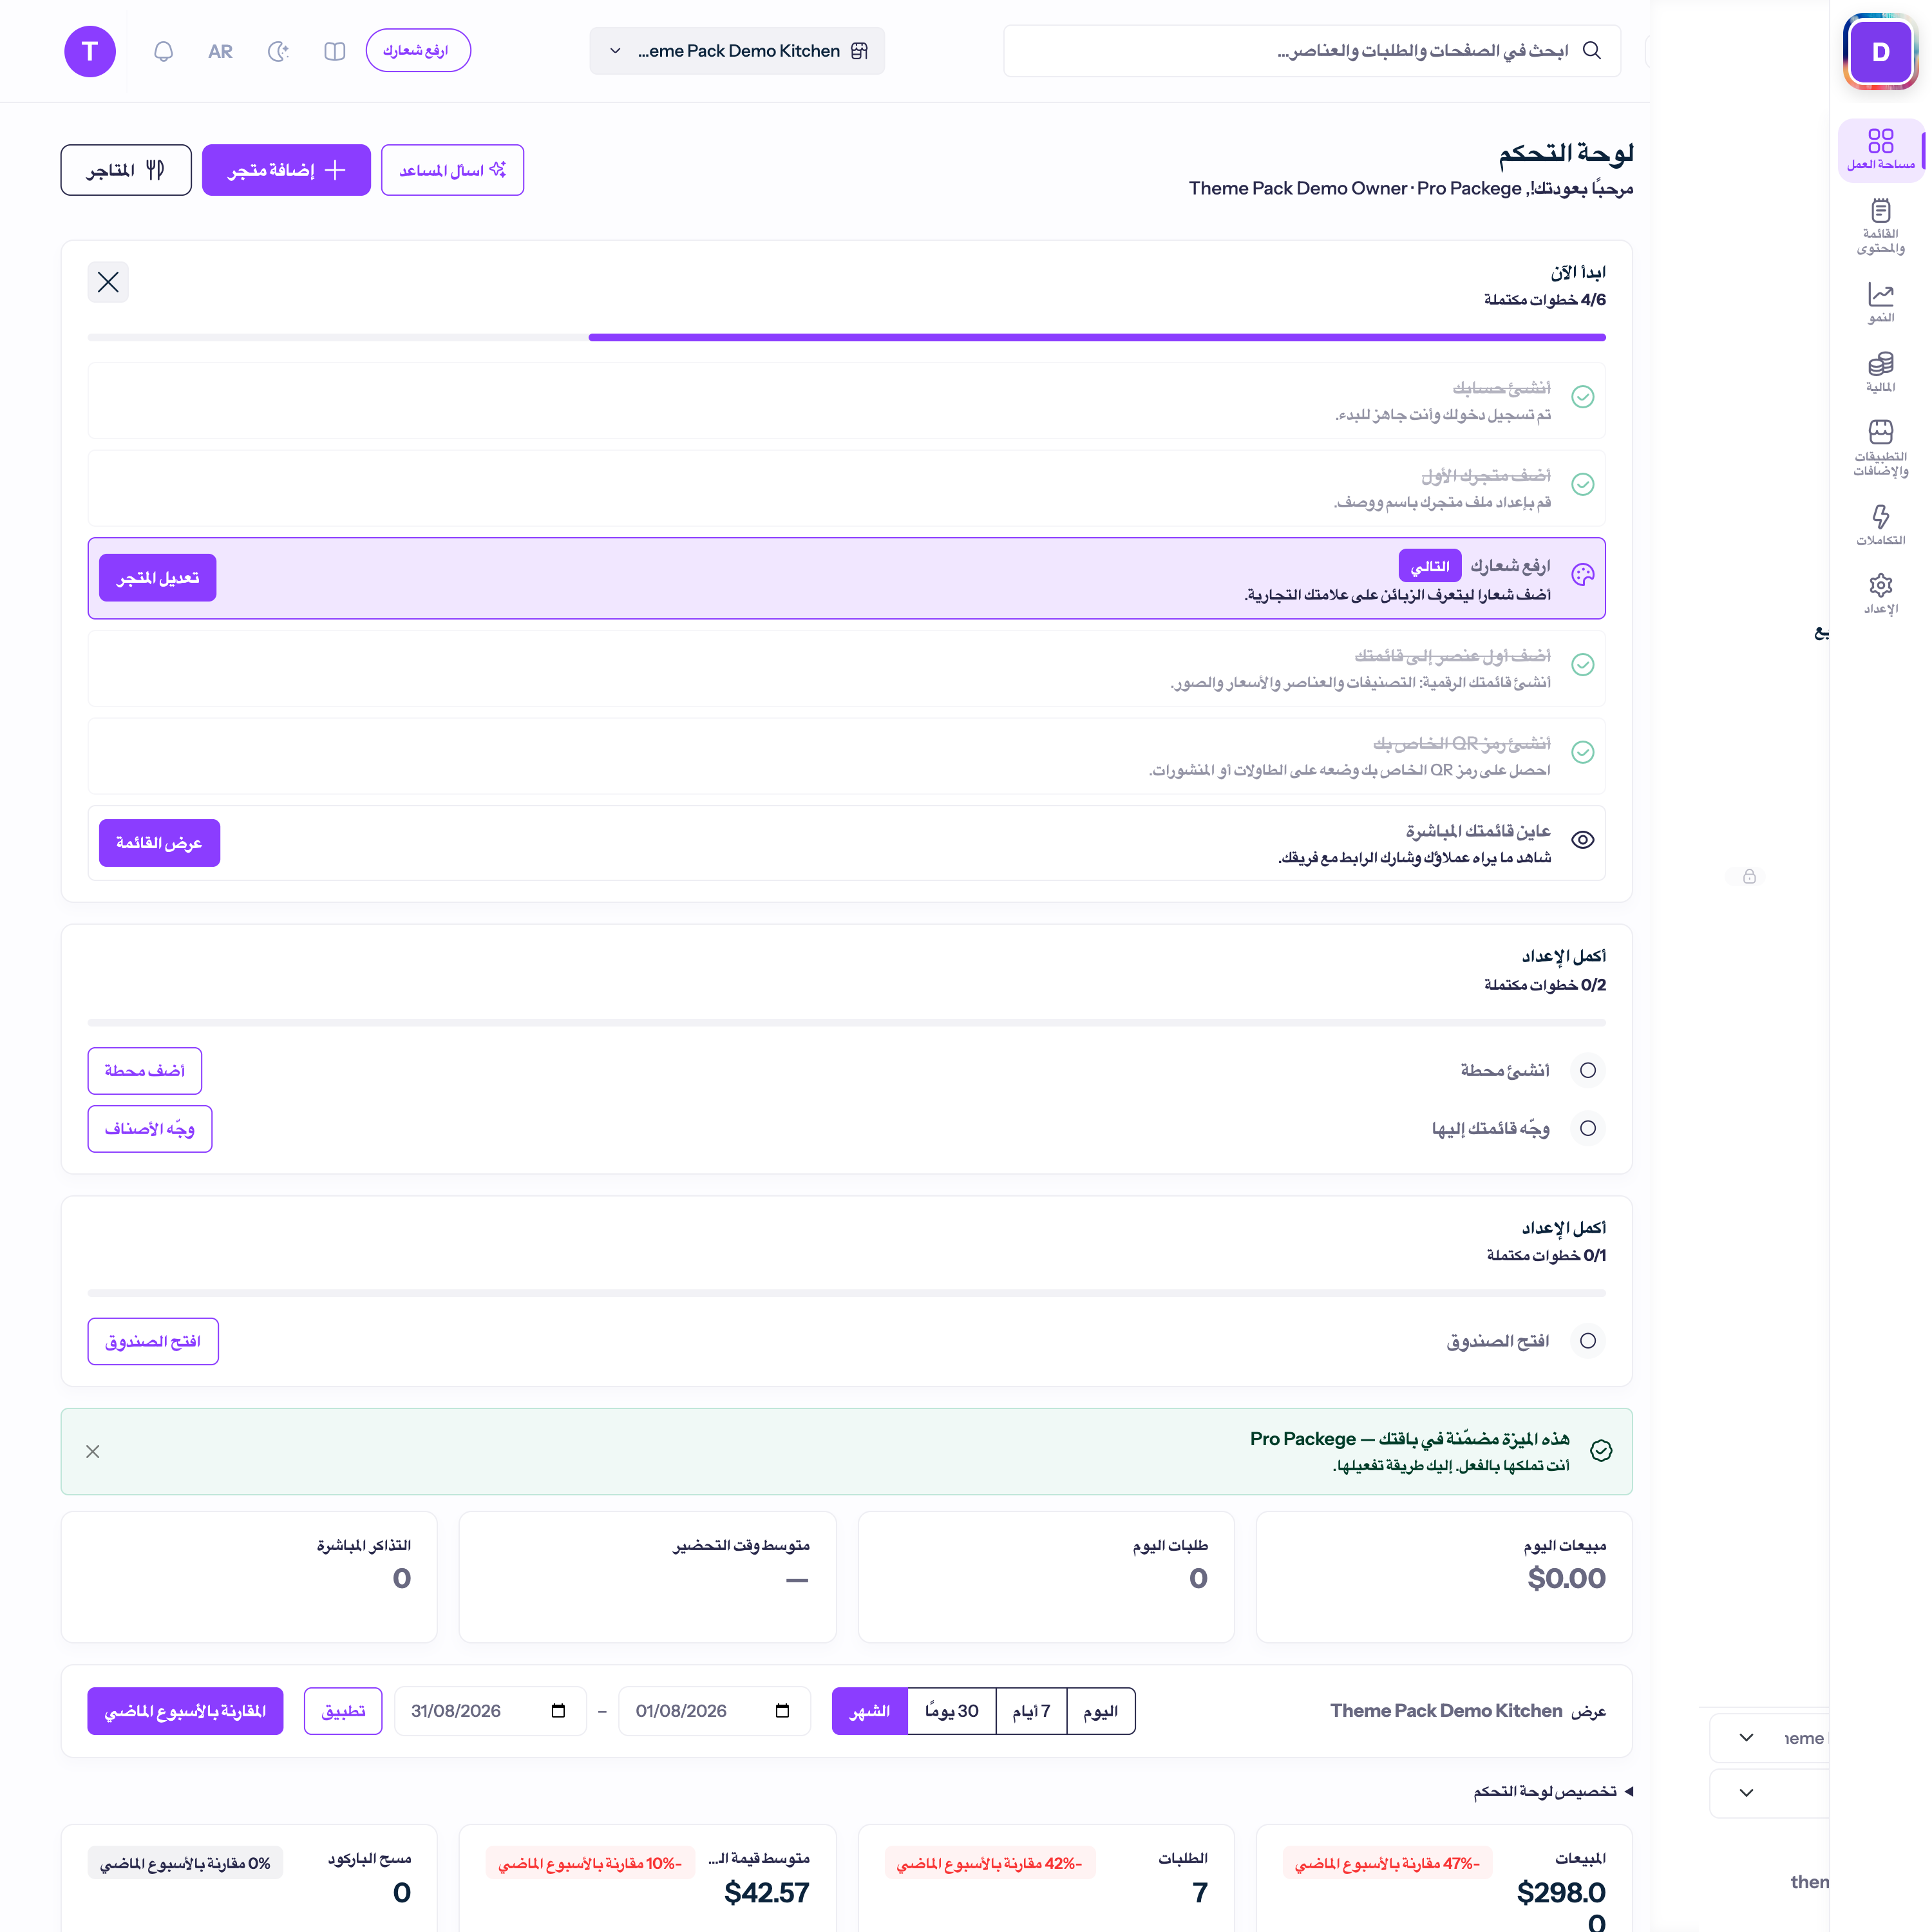 D
ابحث في الصفحات والطلبات والعناصر...
...eme Pack Demo Kitchen
ارفع شعارك
AR
T
مساحة العمل
القائمة
والمحتوى
النمو
المالية
التطبيقات
والإضافات
التكاملات
الإعداد
لوحة التحكم
مرحبًا بعودتك!, Theme Pack Demo Owner · Pro Packege
اسأل المساعد
إضافة متجر
المتاجر
ابدأ الآن
4/6 خطوات مكتملة
أنشئ حسابك
تم تسجيل دخولك وأنت جاهز للبدء.
أضف متجرك الأول
قم بإعداد ملف متجرك باسم ووصف.
ارفع شعارك التالي
أضف شعارا ليتعرف الزبائن على علامتك التجارية.
تعديل المتجر
أضف أول عنصر إلى قائمتك
أنشئ قائمتك الرقمية: التصنيفات والعناصر والأسعار والصور.
أنشئ رمز QR الخاص بك
احصل على رمز QR الخاص بك وضعه على الطاولات أو المنشورات.
عاين قائمتك المباشرة
شاهد ما يراه عملاؤك وشارك الرابط مع فريقك.
عرض القائمة
أكمل الإعداد
0/2 خطوات مكتملة
أنشئ محطة
أضف محطة
وجّه قائمتك إليها
وجّه الأصناف
أكمل الإعداد
0/1 خطوات مكتملة
افتح الصندوق
افتح الصندوق
هذه الميزة مضمّنة في باقتك — Pro Packege
أنت تملكها بالفعل. إليك طريقة تفعيلها.
مبيعات اليوم
$0.00
طلبات اليوم
0
متوسط وقت التحضير
—
التذاكر المباشرة
0
عرض Theme Pack Demo Kitchen
اليوم
7 أيام
30 يومًا
الشهر
01/08/2026
–
31/08/2026
تطبيق
المقارنة بالأسبوع الماضي
تخصيص لوحة التحكم
المبيعات
-47% مقارنة بالأسبوع الماضي
$298.0
0
الطلبات
-42% مقارنة بالأسبوع الماضي
7
متوسط قيمة الـ...
-10% مقارنة بالأسبوع الماضي
$42.57
مسح الباركود
0% مقارنة بالأسبوع الماضي
0